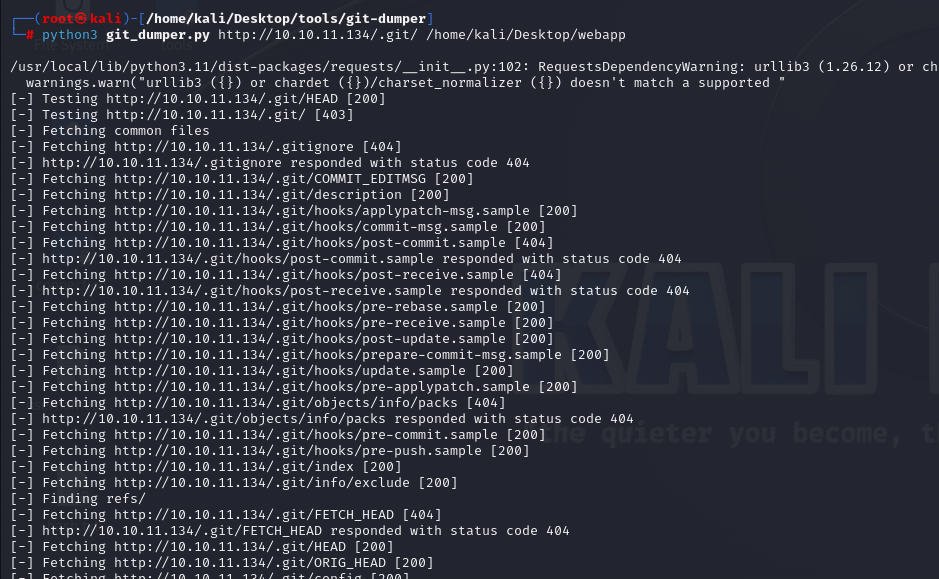 ┌──(root㉿kali)-[/home/kali/Desktop/tools/git-dumper]
└─# python3 git_dumper.py http://10.10.11.134/.git/ /home/kali/Desktop/webapp
File System
tools
/usr/local/lib/python3.11/dist-packages/requests/__init__.py:102: RequestsDependencyWarning: urllib3 (1.26.12) or ch
warnings.warn("urllib3 ({}) or chardet ({})/charset_normalizer ({}) doesn't match a supported "
[-] Testing http://10.10.11.134/.git/HEAD [200]
[-] Testing http://10.10.11.134/.git/ [403]
[-] Fetching common files
[-] Fetching http://10.10.11.134/.gitignore [404]
[-] http://10.10.11.134/.gitignore responded with status code 404
[-] Fetching http://10.10.11.134/.git/COMMIT_EDITMSG [200]
[-] Fetching http://10.10.11.134/.git/description [200]
[-] Fetching http://10.10.11.134/.git/hooks/applypatch-msg.sample [200]
[-] Fetching http://10.10.11.134/.git/hooks/commit-msg.sample [200]
[-] Fetching http://10.10.11.134/.git/hooks/post-commit.sample [404]
[-] http://10.10.11.134/.git/hooks/post-commit.sample responded with status code 404
[-] Fetching http://10.10.11.134/.git/hooks/post-receive.sample [404]
[-] http://10.10.11.134/.git/hooks/post-receive.sample responded with status code 404
[-] Fetching http://10.10.11.134/.git/hooks/pre-rebase.sample [200]
[-] Fetching http://10.10.11.134/.git/hooks/pre-receive.sample [200]
[-] Fetching http://10.10.11.134/.git/hooks/post-update.sample [200]
[-] Fetching http://10.10.11.134/.git/hooks/prepare-commit-msg.sample [200]
[-] Fetching http://10.10.11.134/.git/hooks/update.sample [200]
[-] Fetching http://10.10.11.134/.git/hooks/pre-applypatch.sample [200]
[-] Fetching http://10.10.11.134/.git/objects/info/packs [404]
[-] http://10.10.11.134/.git/objects/info/packs responded with status code 404
[-] Fetching http://10.10.11.134/.git/hooks/pre-commit.sample [200]
[-] Fetching http://10.10.11.134/.git/hooks/pre-push.sample [200]
[-] Fetching http://10.10.11.134/.git/index [200]
[-] Fetching http://10.10.11.134/.git/info/exclude [200]
[-] Finding refs/
[-] Fetching http://10.10.11.134/.git/FETCH_HEAD [404]
[-] http://10.10.11.134/.git/FETCH_HEAD responded with status code 404
[-] Fetching http://10.10.11.134/.git/HEAD [200]
[-] Fetching http://10.10.11.134/.git/ORIG_HEAD [200]
[-] Fetching http://10.10.11.134/.git/config [200]
KALI
the quieter you become, t